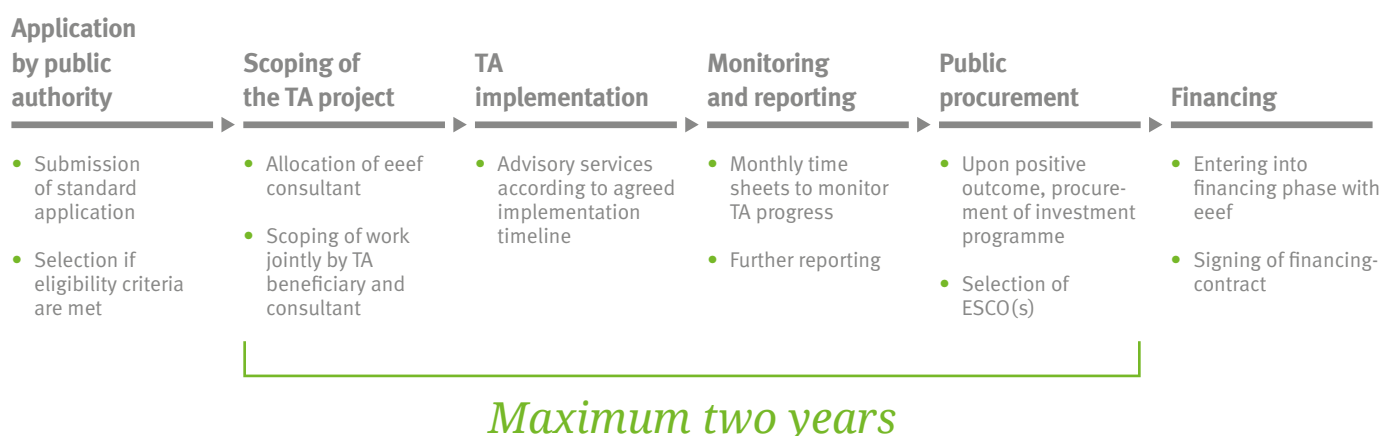 Application
by public
authority
Scoping of
the TA project
TA
implementation
Monitoring
and reporting
Public
procurement
Financing
• Submission
of standard
application
• Selection if
eligibility criteria
are met
• Allocation of eeef
consultant
• Scoping of work
jointly by TA
beneficiary and
consultant
• Advisory services
according to agreed
implementation
timeline
• Monthly time
sheets to monitor
TA progress
• Further reporting
• Upon positive
outcome, procure-
ment of investment
programme
• Selection of
ESCO(s)
• Entering into
financing phase with
eeef
• Signing of financing-
contract
Maximum two years